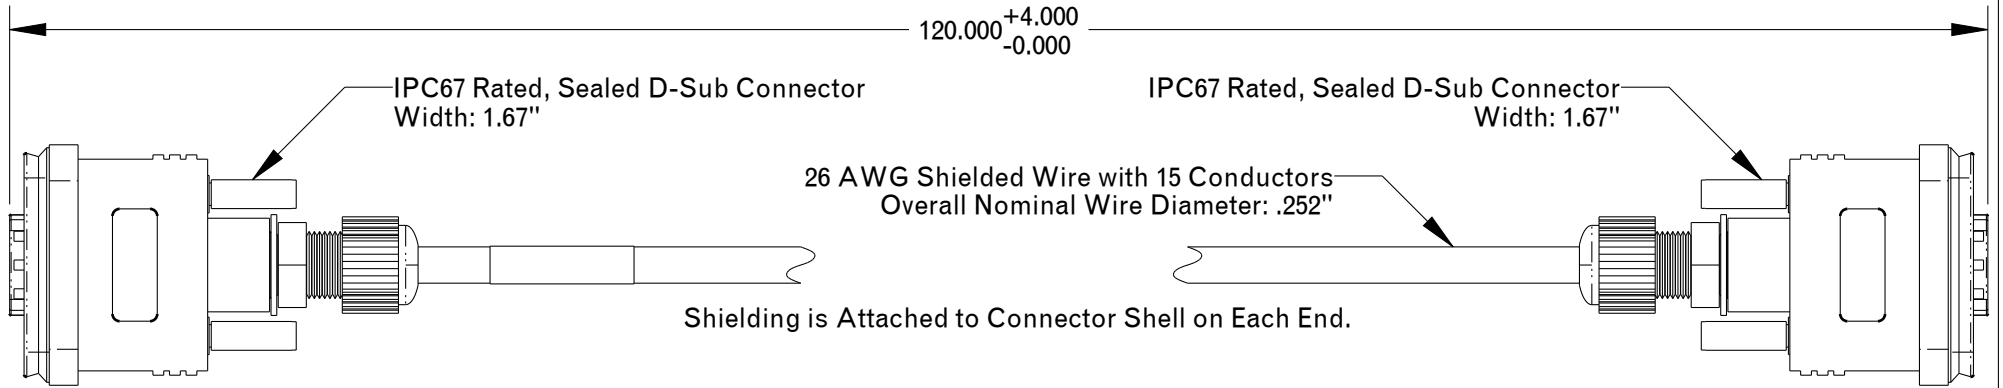 120.000 +4.000
-0.000
IPC67 Rated, Sealed D-Sub Connector
Width: 1.67"
IPC67 Rated, Sealed D-Sub Connector
Width: 1.67"
26 AWG Shielded Wire with 15 Conductors
Overall Nominal Wire Diameter: .252"
Shielding is Attached to Connector Shell on Each End.